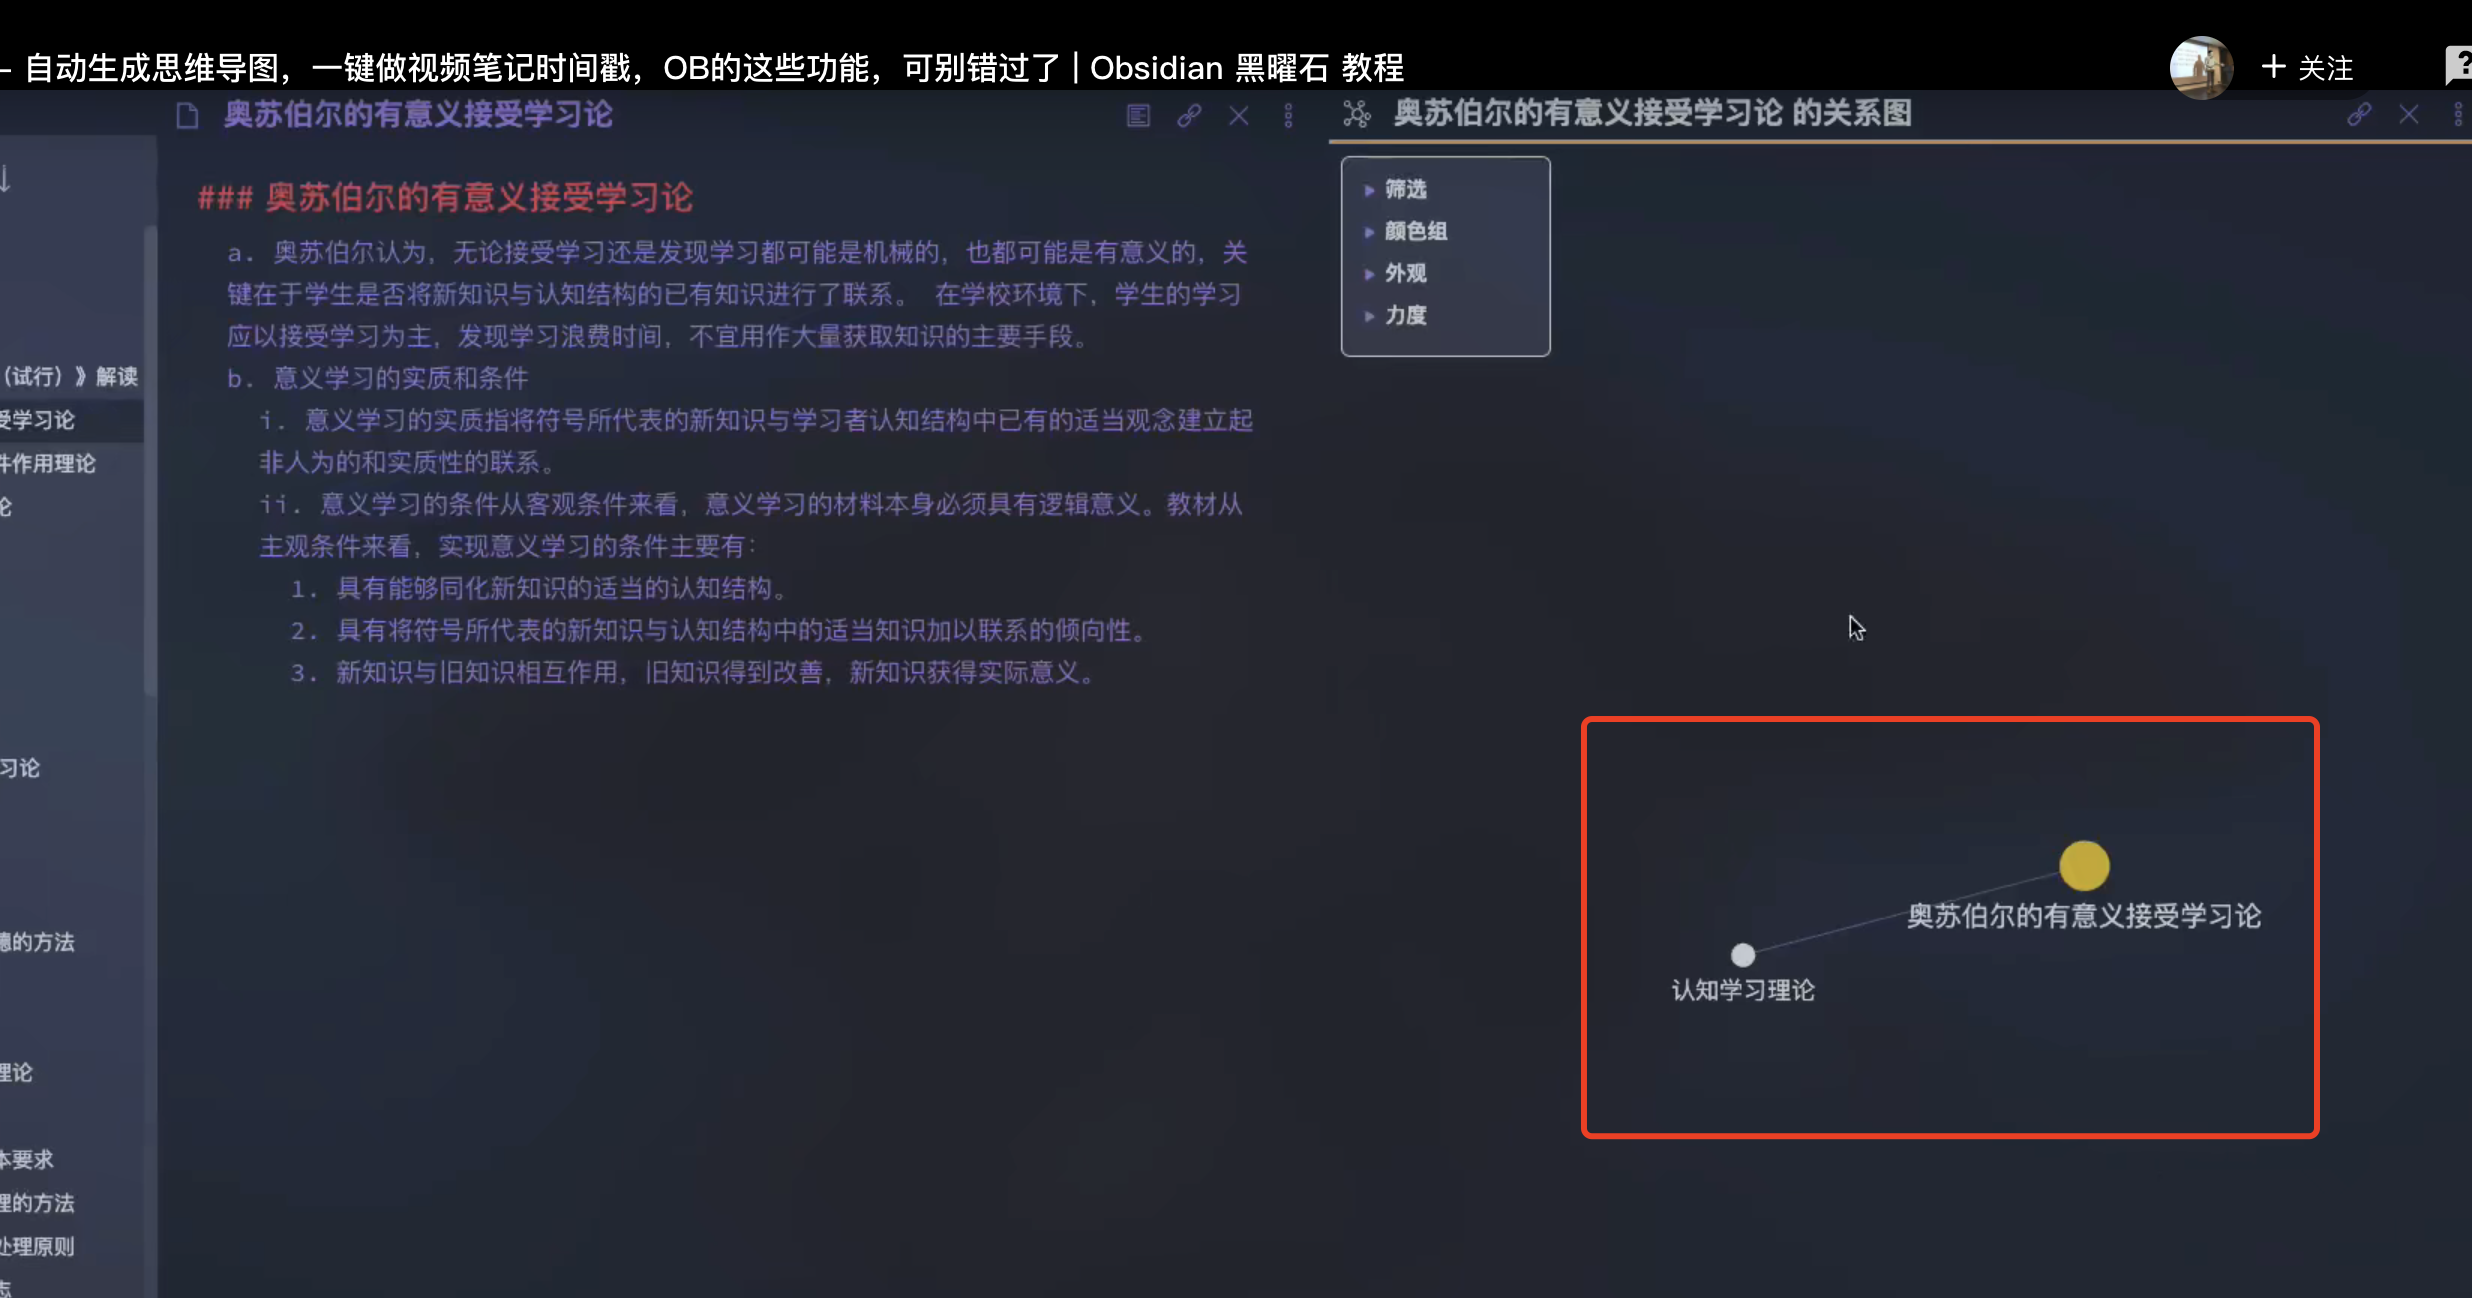 – 自动生成思维导图，一键做视频笔记时间戳，OB的这些功能，可别错过了 | Obsidian 黑曜石 教程
+ 关注
奥苏伯尔的有意义接受学习论
（试行）》解读
受学习论
件作用理论
论
习论
德的方法
理论
本要求
理的方法
处理原则
志
### 奥苏伯尔的有意义接受学习论
a. 奥苏伯尔认为，无论接受学习还是发现学习都可能是机械的，也都可能是有意义的，关
键在于学生是否将新知识与认知结构的已有知识进行了联系。 在学校环境下，学生的学习
应以接受学习为主，发现学习浪费时间，不宜用作大量获取知识的主要手段。
b. 意义学习的实质和条件
i. 意义学习的实质指将符号所代表的新知识与学习者认知结构中已有的适当观念建立起
非人为的和实质性的联系。
ii. 意义学习的条件从客观条件来看，意义学习的材料本身必须具有逻辑意义。教材从
主观条件来看，实现意义学习的条件主要有：
1. 具有能够同化新知识的适当的认知结构。
2. 具有将符号所代表的新知识与认知结构中的适当知识加以联系的倾向性。
3. 新知识与旧知识相互作用，旧知识得到改善，新知识获得实际意义。
奥苏伯尔的有意义接受学习论 的关系图
筛选
颜色组
外观
力度
奥苏伯尔的有意义接受学习论
认知学习理论